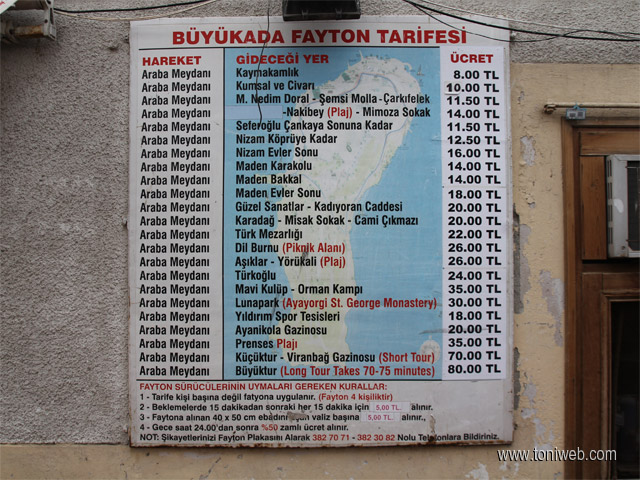 BÜYÜKADA FAYTON TARİFESİ
HAREKET GİDECEĞİ YER ÜCRET
Araba Meydanı Kaymakamlık 8.00 TL
Araba Meydanı Kumsal ve Civarı 10.00 TL
Araba Meydanı M. Nedim Doral - Şemsi Molla - Çarkıfelek 11.50 TL
Araba Meydanı -Nakibey (Plaj) - Mimoza Sokak 14.00 TL
Araba Meydanı Seferoğlu Çankaya Sonuna Kadar 11.50 TL
Araba Meydanı Nizam Köprüye Kadar 12.50 TL
Araba Meydanı Nizam Evler Sonu 16.00 TL
Araba Meydanı Maden Karakolu 14.00 TL
Araba Meydanı Maden Bakkal 14.00 TL
Araba Meydanı Maden Evler Sonu 18.00 TL
Araba Meydanı Güzel Sanatlar - Kadıyoran Caddesi 20.00 TL
Araba Meydanı Karadağ - Misak Sokak - Cami Çıkmazı 20.00 TL
Araba Meydanı Türk Mezarlığı 22.00 TL
Araba Meydanı Dil Burnu (Piknik Alanı) 26.00 TL
Araba Meydanı Aşıklar - Yörükali (Plaj) 26.00 TL
Araba Meydanı Türkoğlu 24.00 TL
Araba Meydanı Mavi Kulüp - Orman Kampı 35.00 TL
Araba Meydanı Lunapark (Ayayorgi St. George Monastery) 30.00 TL
Araba Meydanı Yıldırım Spor Tesisleri 18.00 TL
Araba Meydanı Ayanikola Gazinosu 20.00 TL
Araba Meydanı Prenses Plajı 35.00 TL
Araba Meydanı Küçüktur - Viranbağ Gazinosu (Short Tour) 70.00 TL
Araba Meydanı Büyüktur (Long Tour Takes 70-75 minutes) 80.00 TL
FAYTON SÜRÜCÜLERİNİN UYMALARI GEREKEN KURALLAR:
1 - Tarife kişi başına değil fatyona uygulanır. (Fayton 4 kişiliktir)
2 - Beklemelerde 15 dakikadan sonraki her 15 dakika için 5,00 TL. alınır.
3 - Faytona alınan 40 x 50 cm ebadını aşan valiz başına 5,00 TL. alınır.
4 - Gece saat 24.00'dan sonra %50 zamlı ücret alınır.
NOT: Şikayetlerinizi Fayton Plakasını Alarak 382 70 71 - 382 30 82 Nolu Telefonlara Bildiriniz.
www.toniweb.com